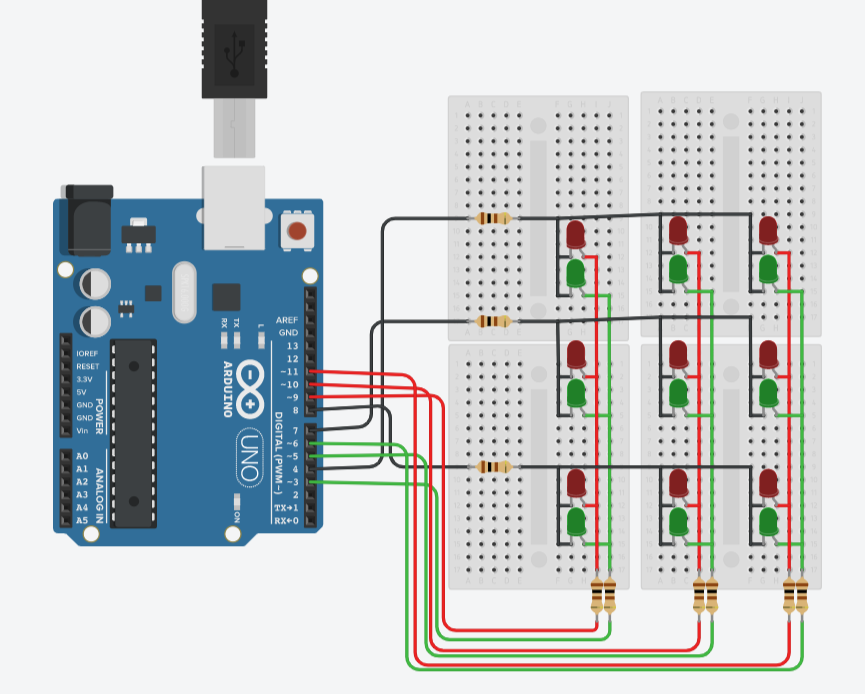 AREF
GND
13
12
~11
~10
~9
8
7
~6
~5
4
~3
2
TX→1
RX←0
DIGITAL (PWM~)
IOREF
RESET
3.3V
5V
GND
GND
Vin
POWER
A0
A1
A2
A3
A4
A5
ANALOG IN
RX
TX
L
ARDUINO
UNO
ON